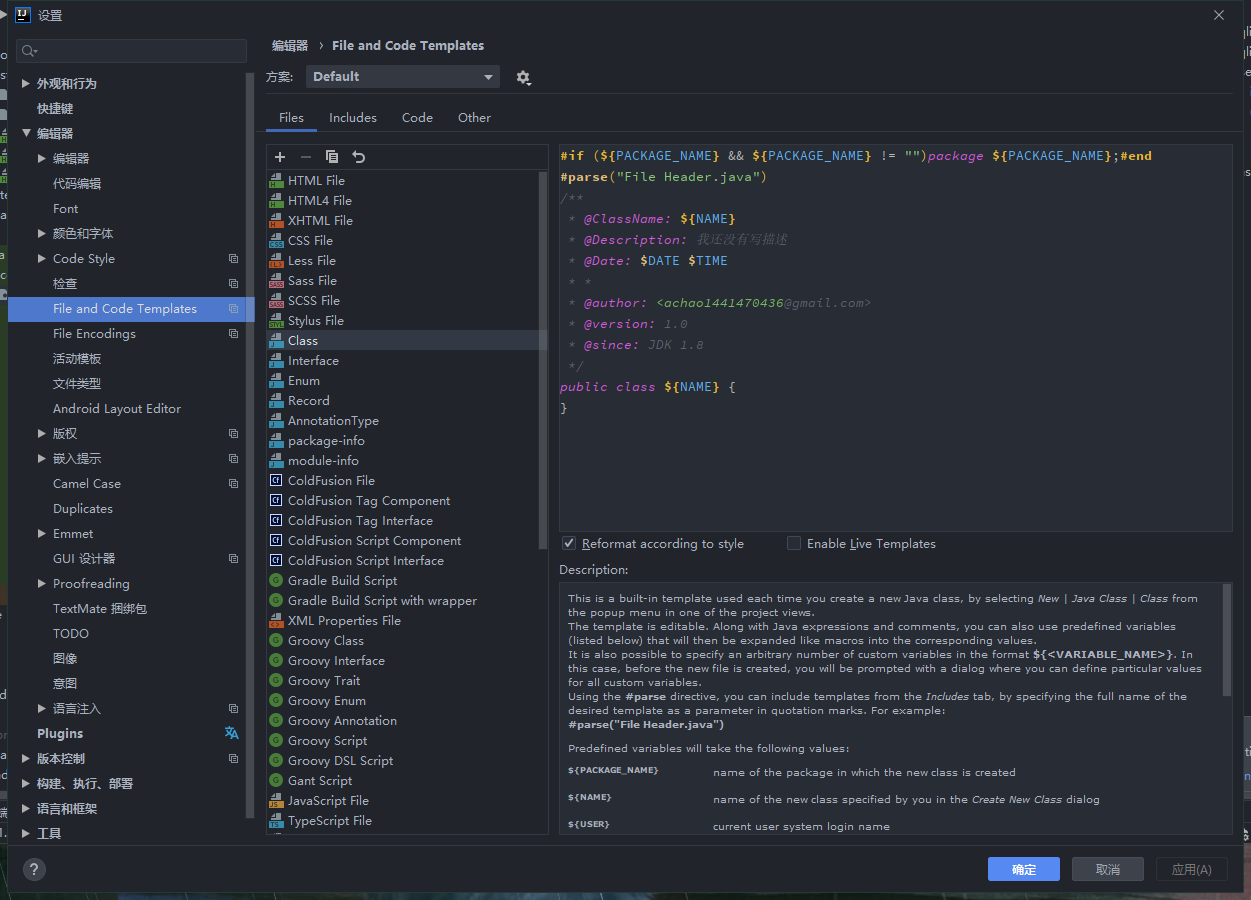 设置
编辑器 › File and Code Templates
方案: Default
外观和行为
快捷键
编辑器
编辑器
代码编辑
Font
颜色和字体
Code Style
检查
File and Code Templates
File Encodings
活动模板
文件类型
Android Layout Editor
版权
嵌入提示
Camel Case
Duplicates
Emmet
GUI 设计器
Proofreading
TextMate 捆绑包
TODO
图像
意图
语言注入
Plugins
版本控制
构建、执行、部署
语言和框架
工具
Files Includes Code Other
HTML File
HTML4 File
XHTML File
CSS File
Less File
Sass File
SCSS File
Stylus File
Class
Interface
Enum
Record
AnnotationType
package-info
module-info
ColdFusion File
ColdFusion Tag Component
ColdFusion Tag Interface
ColdFusion Script Component
ColdFusion Script Interface
Gradle Build Script
Gradle Build Script with wrapper
XML Properties File
Groovy Class
Groovy Interface
Groovy Trait
Groovy Enum
Groovy Annotation
Groovy Script
Groovy DSL Script
Gant Script
JavaScript File
TypeScript File
#if (${PACKAGE_NAME} && ${PACKAGE_NAME} != "")package ${PACKAGE_NAME};#end
#parse("File Header.java")
/**
* @ClassName: ${NAME}
* @Description: 我还没有写描述
* @Date: $DATE $TIME
* *
* @author: <achao1441470436@gmail.com>
* @version: 1.0
* @since: JDK 1.8
*/
public class ${NAME} {
}
Reformat according to style Enable Live Templates
Description:
This is a built-in template used each time you create a new Java class, by selecting New | Java Class | Class from
the popup menu in one of the project views.
The template is editable. Along with Java expressions and comments, you can also use predefined variables
(listed below) that will then be expanded like macros into the corresponding values.
It is also possible to specify an arbitrary number of custom variables in the format ${<VARIABLE_NAME>}. In
this case, before the new file is created, you will be prompted with a dialog where you can define particular values
for all custom variables.
Using the #parse directive, you can include templates from the Includes tab, by specifying the full name of the
desired template as a parameter in quotation marks. For example:
#parse("File Header.java")
Predefined variables will take the following values:
${PACKAGE_NAME} name of the package in which the new class is created
${NAME} name of the new class specified by you in the Create New Class dialog
${USER} current user system login name
? 确定 取消 应用(A)